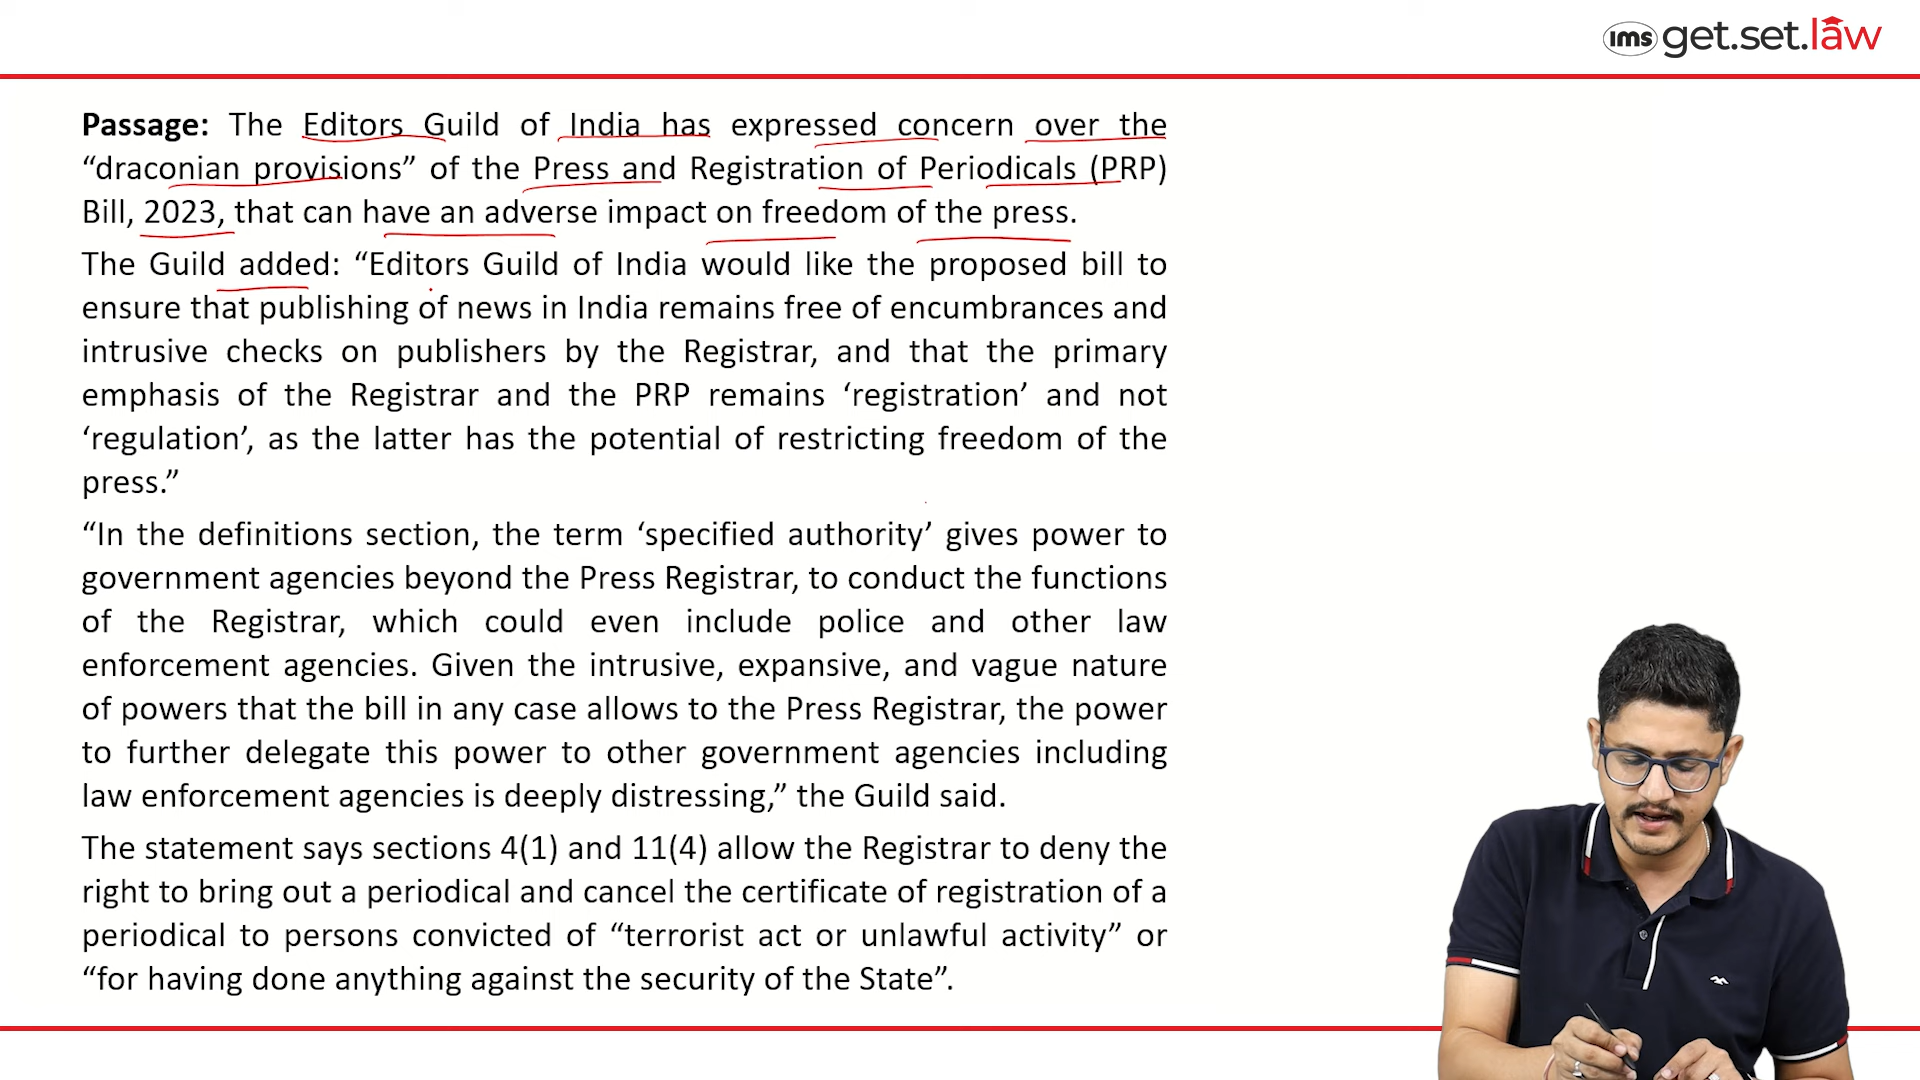 ims get.set.law
Passage: The Editors Guild of India has expressed concern over the
“draconian provisions” of the Press and Registration of Periodicals (PRP)
Bill, 2023, that can have an adverse impact on freedom of the press.
The Guild added: “Editors Guild of India would like the proposed bill to
ensure that publishing of news in India remains free of encumbrances and
intrusive checks on publishers by the Registrar, and that the primary
emphasis of the Registrar and the PRP remains ‘registration’ and not
‘regulation’, as the latter has the potential of restricting freedom of the
press.”
“In the definitions section, the term ‘specified authority’ gives power to
government agencies beyond the Press Registrar, to conduct the functions
of the Registrar, which could even include police and other law
enforcement agencies. Given the intrusive, expansive, and vague nature
of powers that the bill in any case allows to the Press Registrar, the power
to further delegate this power to other government agencies including
law enforcement agencies is deeply distressing,” the Guild said.
The statement says sections 4(1) and 11(4) allow the Registrar to deny the
right to bring out a periodical and cancel the certificate of registration of a
periodical to persons convicted of “terrorist act or unlawful activity” or
“for having done anything against the security of the State”.